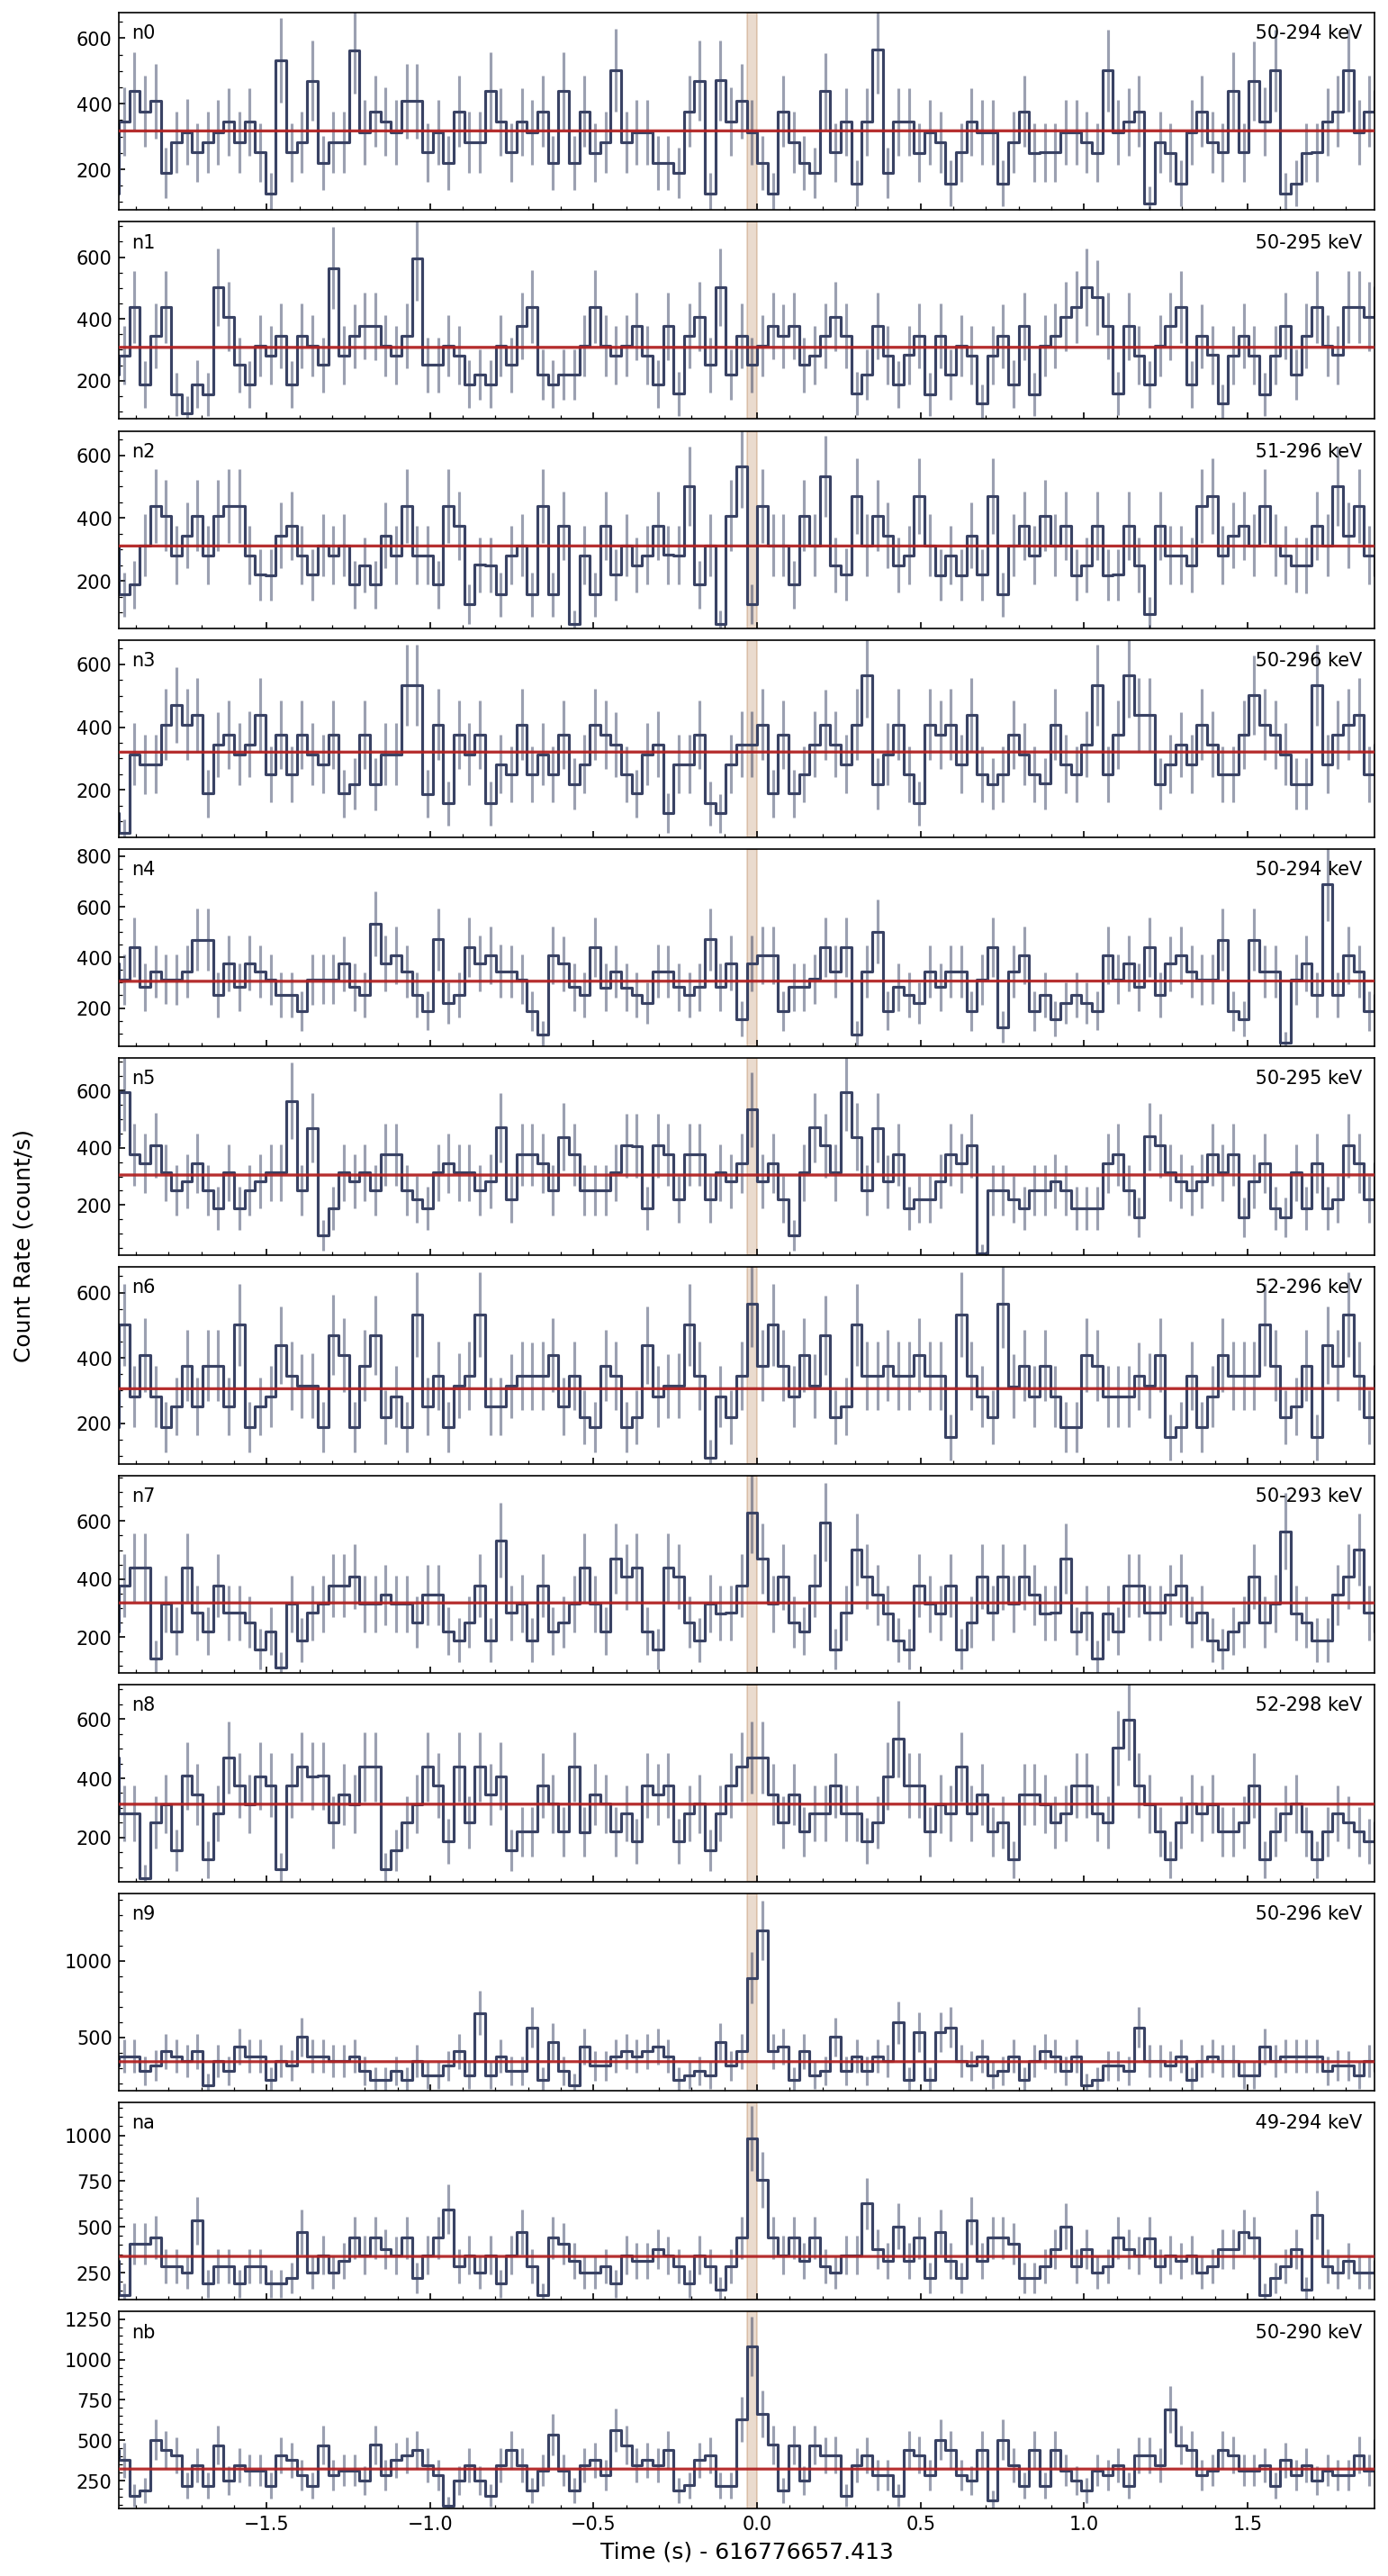 n0 50-294 keV
600
400
200
n1 50-295 keV
600
400
200
n2 51-296 keV
600
400
200
n3 50-296 keV
600
400
200
n4 50-294 keV
800
600
400
200
n5 50-295 keV
600
400
200
n6 52-296 keV
600
400
200
n7 50-293 keV
600
400
200
n8 52-298 keV
600
400
200
n9 50-296 keV
1000
500
na 49-294 keV
1000
750
500
250
nb 50-290 keV
1250
1000
750
500
250
−1.5 −1.0 −0.5 0.0 0.5 1.0 1.5
Time (s) - 616776657.413
Count Rate (count/s)